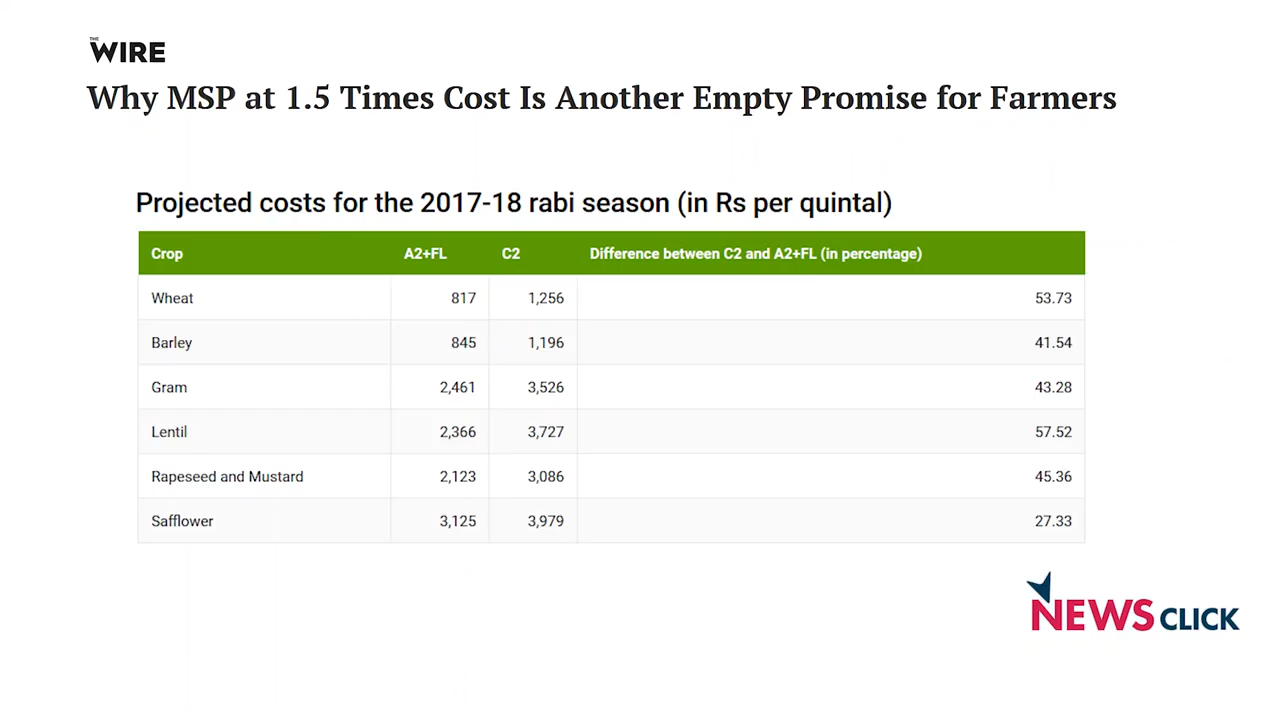 THE
WIRE
Why MSP at 1.5 Times Cost Is Another Empty Promise for Farmers
Projected costs for the 2017-18 rabi season (in Rs per quintal)
Crop A2+FL C2 Difference between C2 and A2+FL (in percentage)
Wheat 817 1,256 53.73
Barley 845 1,196 41.54
Gram 2,461 3,526 43.28
Lentil 2,366 3,727 57.52
Rapeseed and Mustard 2,123 3,086 45.36
Safflower 3,125 3,979 27.33
NEWSCLICK